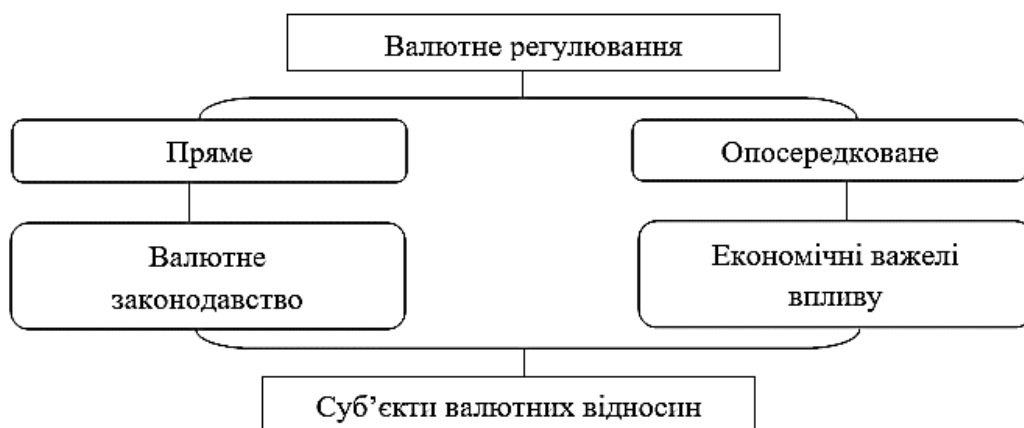 Валютне регулювання
Пряме
Опосередковане
Валютне
законодавство
Економічні важелі
впливу
Суб’єкти валютних відносин